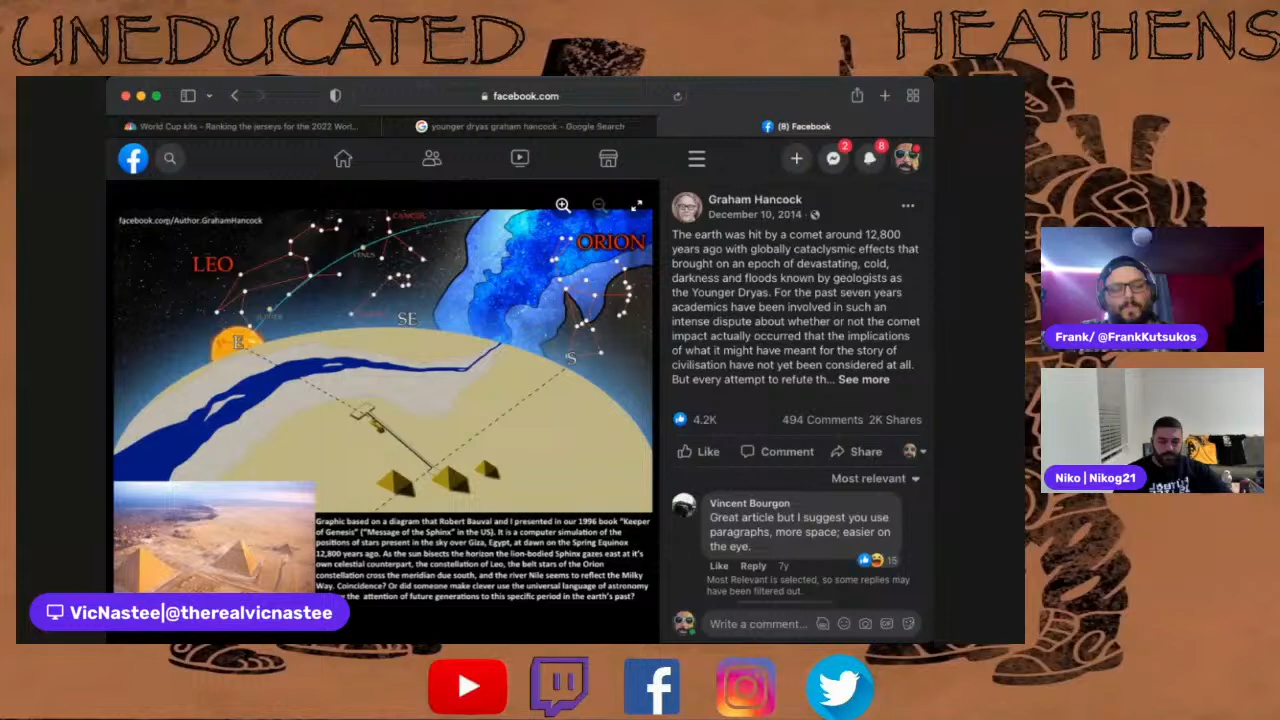 UNEDUCATED
HEATHENS
facebook.com
World Cup kits - Ranking the jerseys for the 2022 Worl...
younger dryas graham hancock - Google Search
(8) Facebook
2
8
facebook.com/Author.GrahamHancock
CANCER
VENUS
LEO
ORION
JUPITER
E
SE
S
Graphic based on a diagram that Robert Bauval and I presented in our 1996 book "Keeper
of Genesis" ("Message of the Sphinx" in the US). It is a computer simulation of the
positions of stars present in the sky over Giza, Egypt, at dawn on the Spring Equinox
12,800 years ago. As the sun bisects the horizon the lion-bodied Sphinx gazes east at it's
own celestial counterpart, the constellation of Leo, the belt stars of the Orion
constellation cross the meridian due south, and the river Nile seems to reflect the Milky
Way. Coincidence? Or did someone make clever use the universal language of astronomy
the attention of future generations to this specific period in the earth's past?
Graham Hancock
December 10, 2014
The earth was hit by a comet around 12,800
years ago with globally cataclysmic effects that
brought on an epoch of devastating, cold,
darkness and floods known by geologists as
the Younger Dryas. For the past seven years
academics have been involved in such an
intense dispute about whether or not the comet
impact actually occurred that the implications
of what it might have meant for the story of
civilisation have not yet been considered at all.
But every attempt to refute th... See more
4.2K
494 Comments 2K Shares
Like Comment Share
Most relevant
Vincent Bourgon
Great article but I suggest you use
paragraphs, more space; easier on
the eye.
15
Like Reply 7y
Most Relevant is selected, so some replies may
have been filtered out.
Write a comment...
GIF
VicNastee|@therealvicnastee
Frank/ @FrankKutsukos
Niko | Nikog21